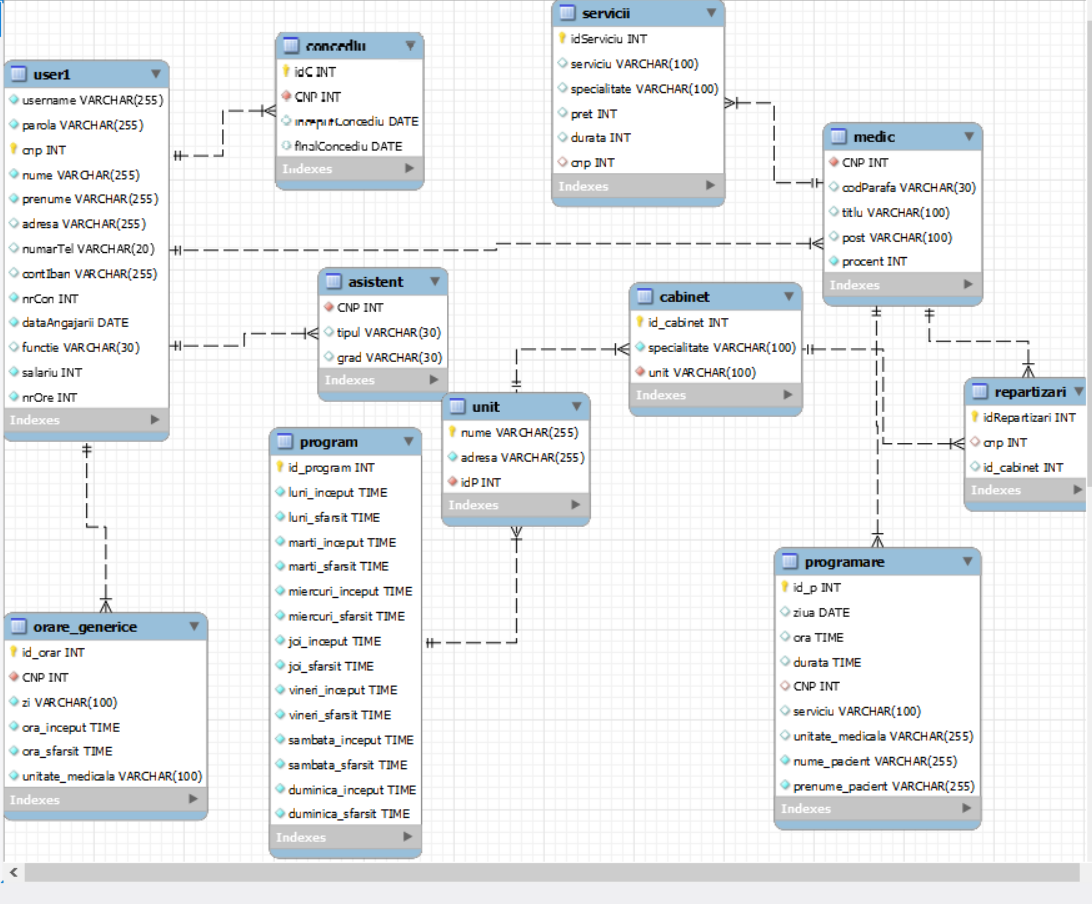 user1
username VARCHAR(255)
parola VARCHAR(255)
cnp INT
nume VARCHAR(255)
prenume VARCHAR(255)
adresa VARCHAR(255)
numarTel VARCHAR(20)
contIban VARCHAR(255)
nrCon INT
dataAngajarii DATE
functie VARCHAR(30)
salariu INT
nrOre INT
Indexes
concediu
idC INT
CNP INT
inceputConcediu DATE
finalConcediu DATE
Indexes
servicii
idServiciu INT
serviciu VARCHAR(100)
specialitate VARCHAR(100)
pret INT
durata INT
cnp INT
Indexes
medic
CNP INT
codParafa VARCHAR(30)
titlu VARCHAR(100)
post VARCHAR(100)
procent INT
Indexes
asistent
CNP INT
tipul VARCHAR(30)
grad VARCHAR(30)
Indexes
cabinet
id_cabinet INT
specialitate VARCHAR(100)
unit VARCHAR(100)
Indexes
unit
nume VARCHAR(255)
adresa VARCHAR(255)
idP INT
Indexes
repartizari
idRepartizari INT
cnp INT
id_cabinet INT
Indexes
program
id_program INT
luni_inceput TIME
luni_sfarsit TIME
marti_inceput TIME
marti_sfarsit TIME
miercuri_inceput TIME
miercuri_sfarsit TIME
joi_inceput TIME
joi_sfarsit TIME
vineri_inceput TIME
vineri_sfarsit TIME
sambata_inceput TIME
sambata_sfarsit TIME
duminica_inceput TIME
duminica_sfarsit TIME
Indexes
programare
id_p INT
ziua DATE
ora TIME
durata TIME
CNP INT
serviciu VARCHAR(100)
unitate_medicala VARCHAR(255)
nume_pacient VARCHAR(255)
prenume_pacient VARCHAR(255)
Indexes
orare_generice
id_orar INT
CNP INT
zi VARCHAR(100)
ora_inceput TIME
ora_sfarsit TIME
unitate_medicala VARCHAR(100)
Indexes